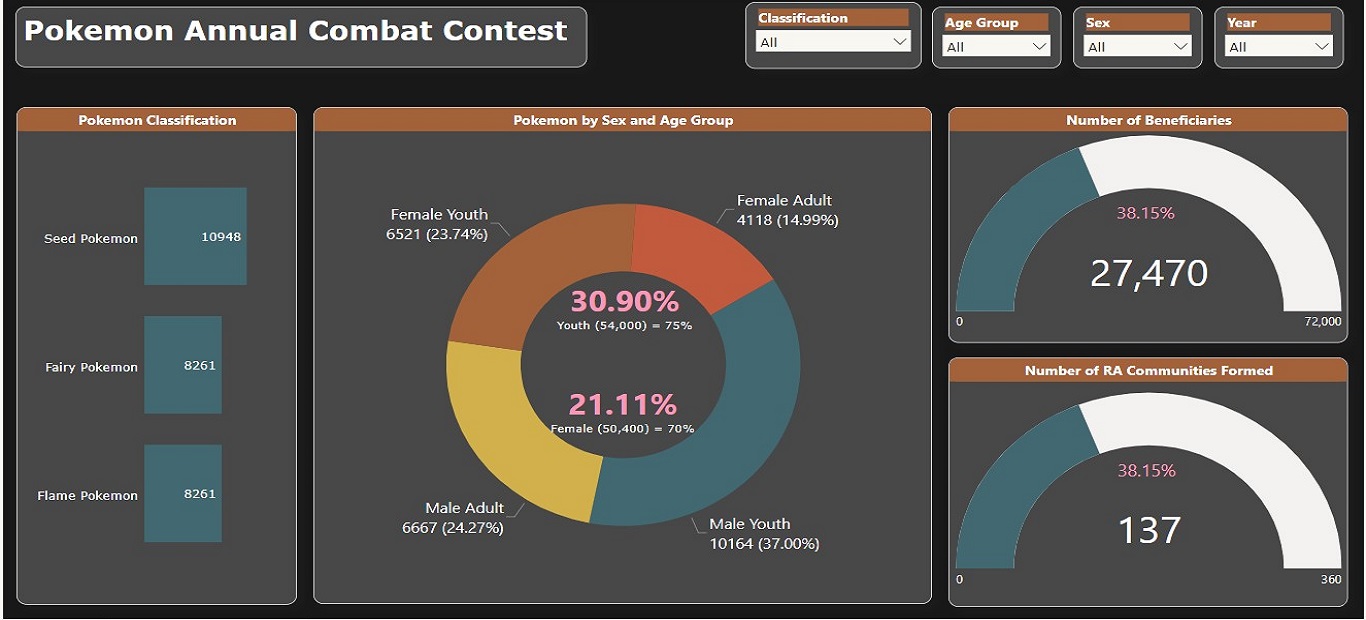 Pokemon Annual Combat Contest
Classification
All
Age Group
All
Sex
All
Year
All
Pokemon Classification
Seed Pokemon
10948
Fairy Pokemon
8261
Flame Pokemon
8261
Pokemon by Sex and Age Group
Female Youth
6521 (23.74%)
Female Adult
4118 (14.99%)
30.90%
Youth (54,000) = 75%
21.11%
Female (50,400) = 70%
Male Adult
6667 (24.27%)
Male Youth
10164 (37.00%)
Number of Beneficiaries
38.15%
27,470
0
72,000
Number of RA Communities Formed
38.15%
137
0
360